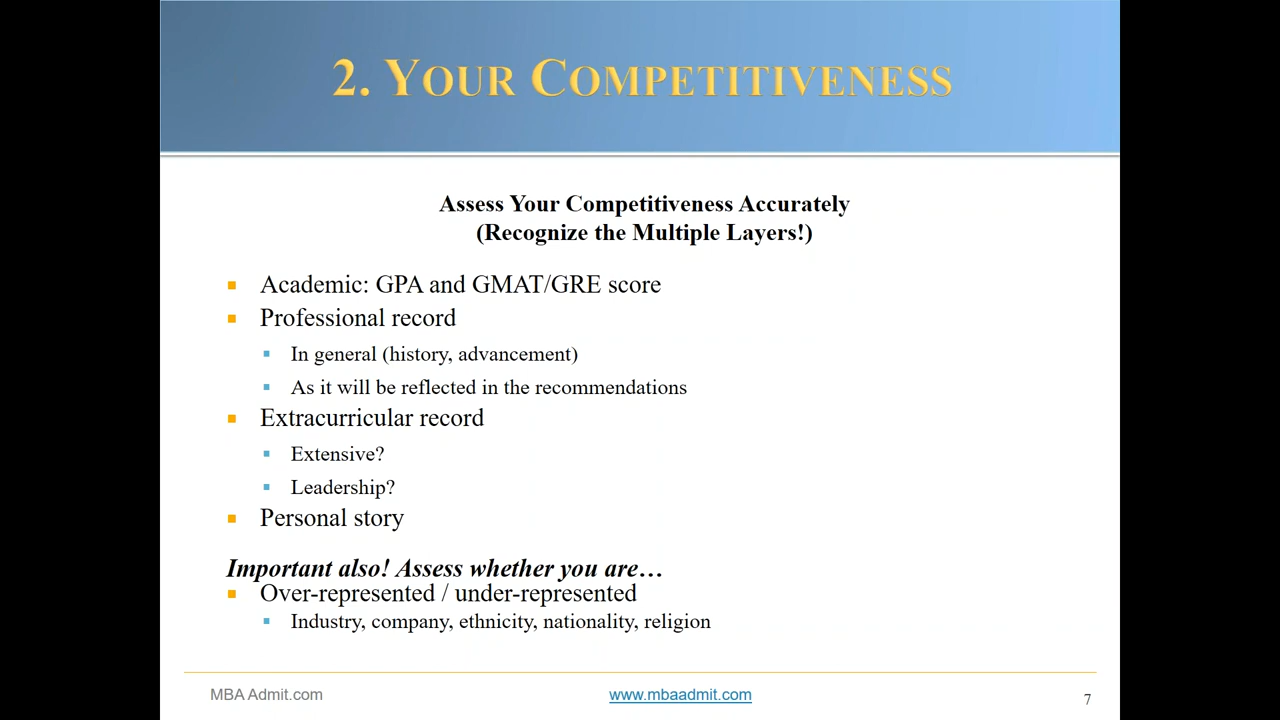 2. YOUR COMPETITIVENESS
Assess Your Competitiveness Accurately
(Recognize the Multiple Layers!)
Academic: GPA and GMAT/GRE score
Professional record
In general (history, advancement)
As it will be reflected in the recommendations
Extracurricular record
Extensive?
Leadership?
Personal story
Important also! Assess whether you are…
Over-represented / under-represented
Industry, company, ethnicity, nationality, religion
MBA Admit.com
www.mbaadmit.com
7